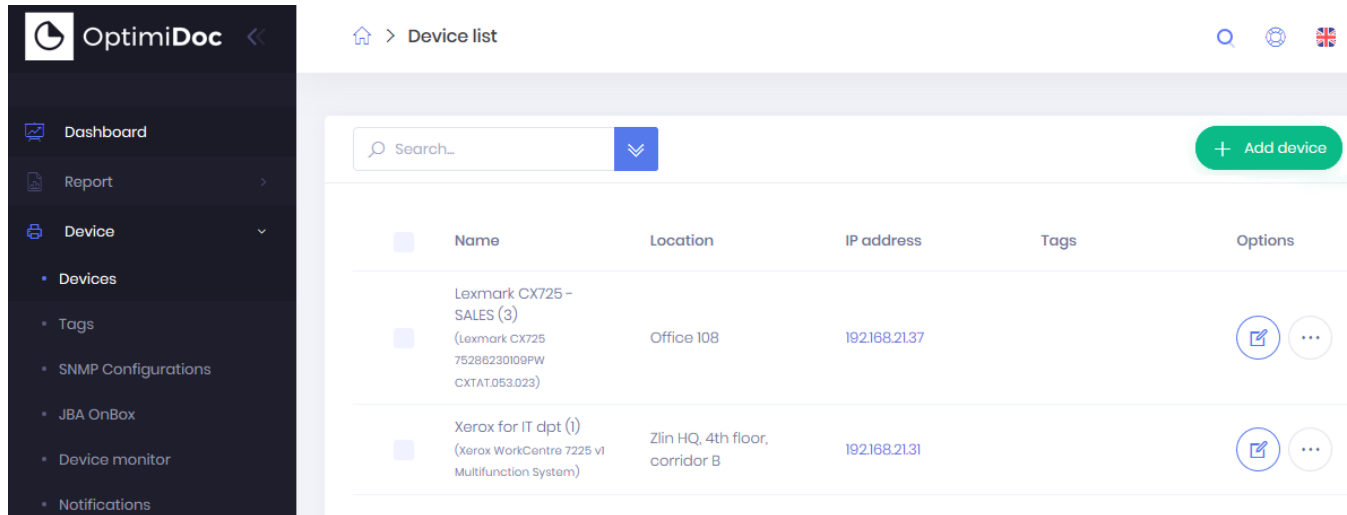 OptimiDoc
> Device list
Dashboard
Report
Device
Devices
Tags
SNMP Configurations
JBA OnBox
Device monitor
Notifications
Search...
+ Add device
Name Location IP address Tags Options
Lexmark CX725 -
SALES (3)
(Lexmark CX725
75286230109PW
CXTAT.053.023)
Office 108
192.168.21.37
Xerox for IT dpt (1)
(Xerox WorkCentre 7225 v1
Multifunction System)
Zlin HQ, 4th floor,
corridor B
192.168.21.31